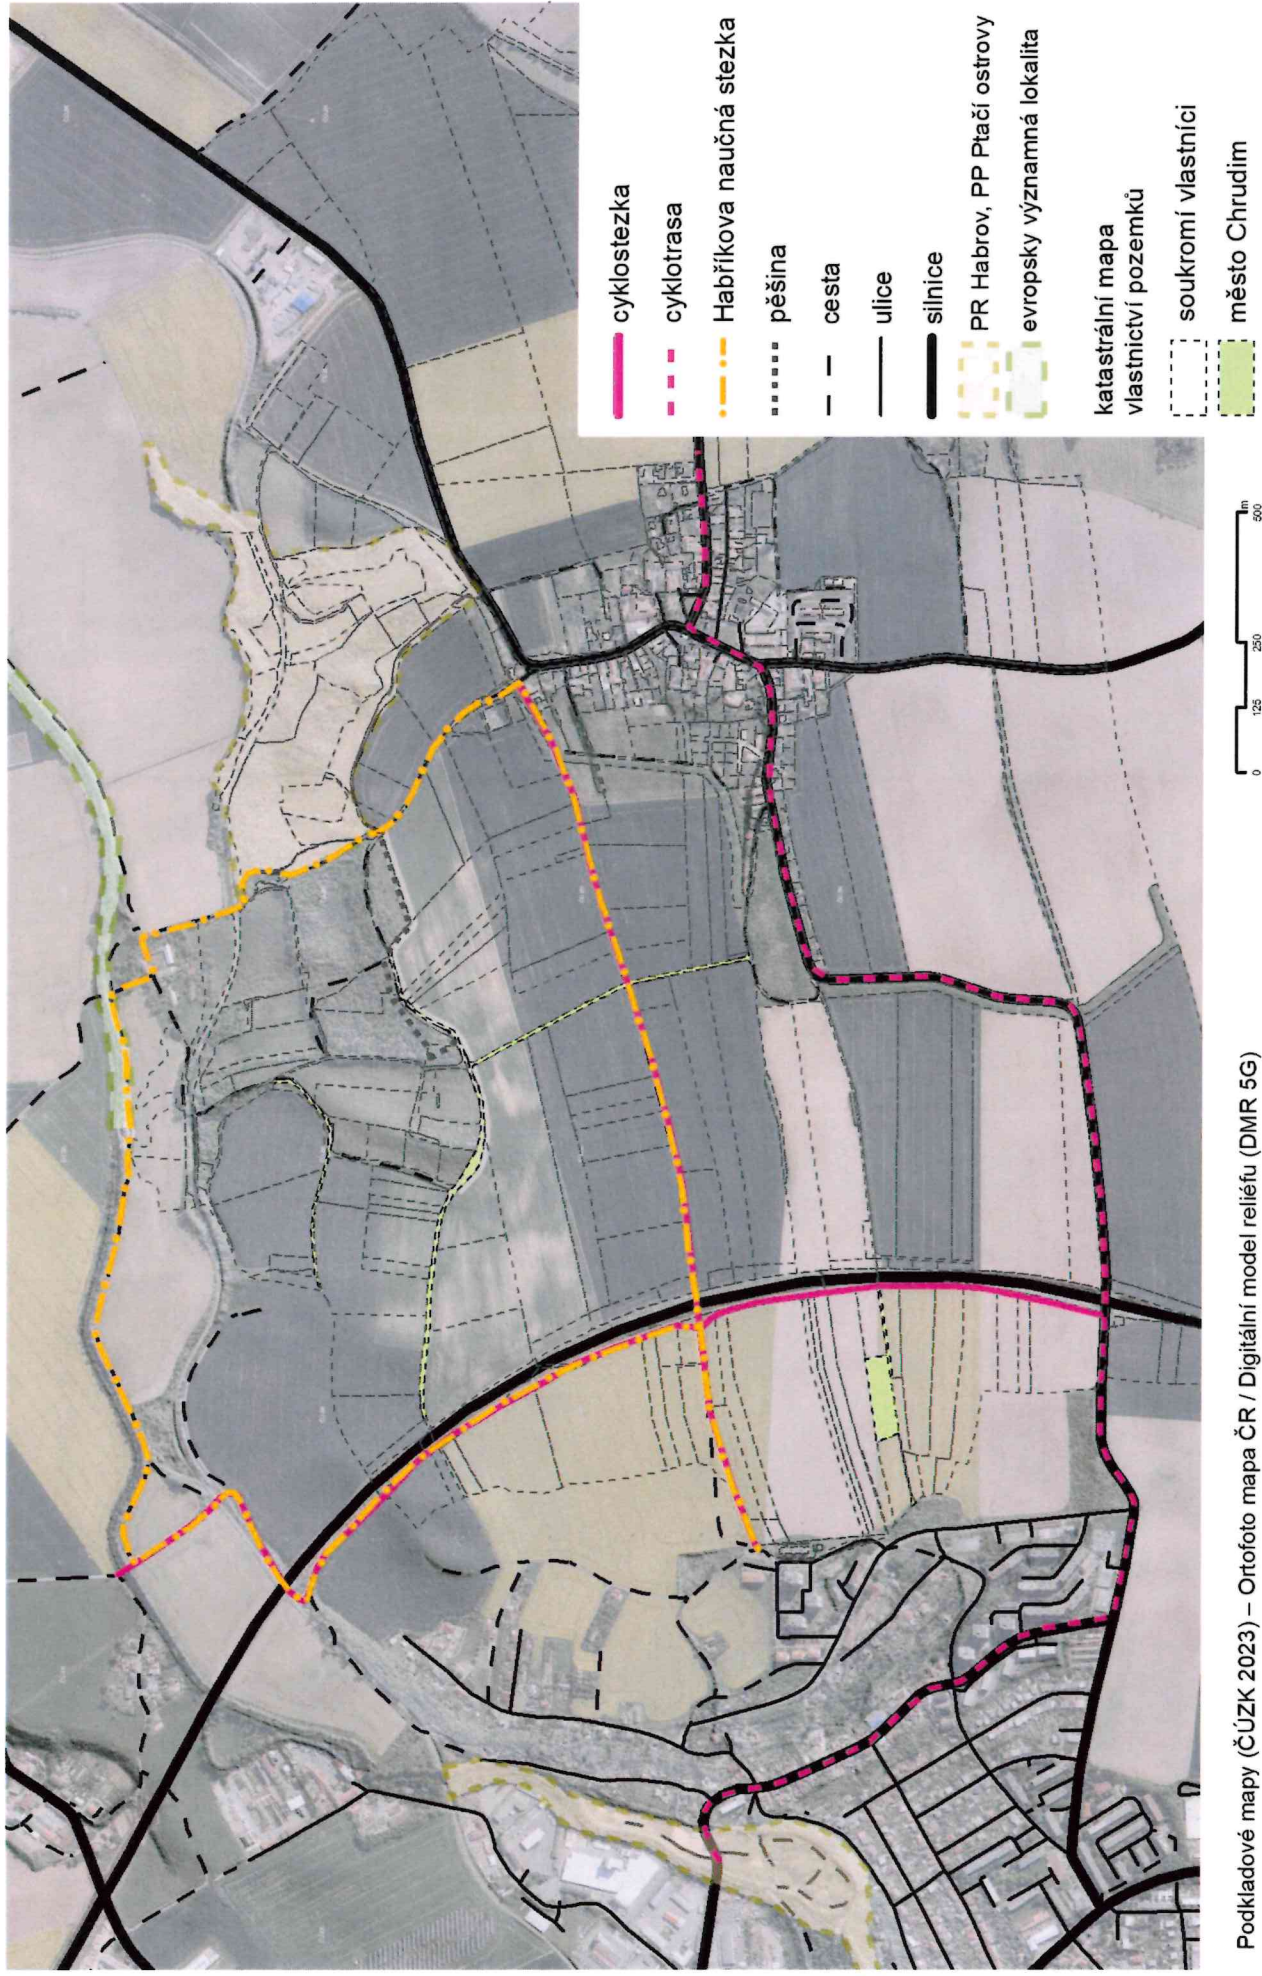 cyklostezka
cyklotrasa
Habříkova naučná stezka
pěšina
cesta
ulice
silnice
PR Habrov, PP Ptačí ostrovy
evropsky významná lokalita
katastrální mapa
vlastnictví pozemků
soukromí vlastníci
město Chrudim
0 125 250 500 m
Podkladové mapy (ČÚZK 2023) – Ortofoto mapa ČR / Digitální model reliéfu (DMR 5G)